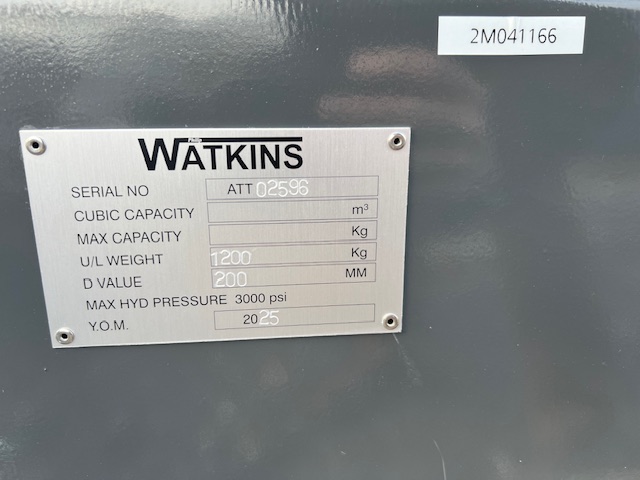 2M041166
Philip
WATKINS
SERIAL NO ATT 02596
CUBIC CAPACITY m³
MAX CAPACITY Kg
U/L WEIGHT 1200 Kg
D VALUE 200 MM
MAX HYD PRESSURE 3000 psi
Y.O.M. 2025